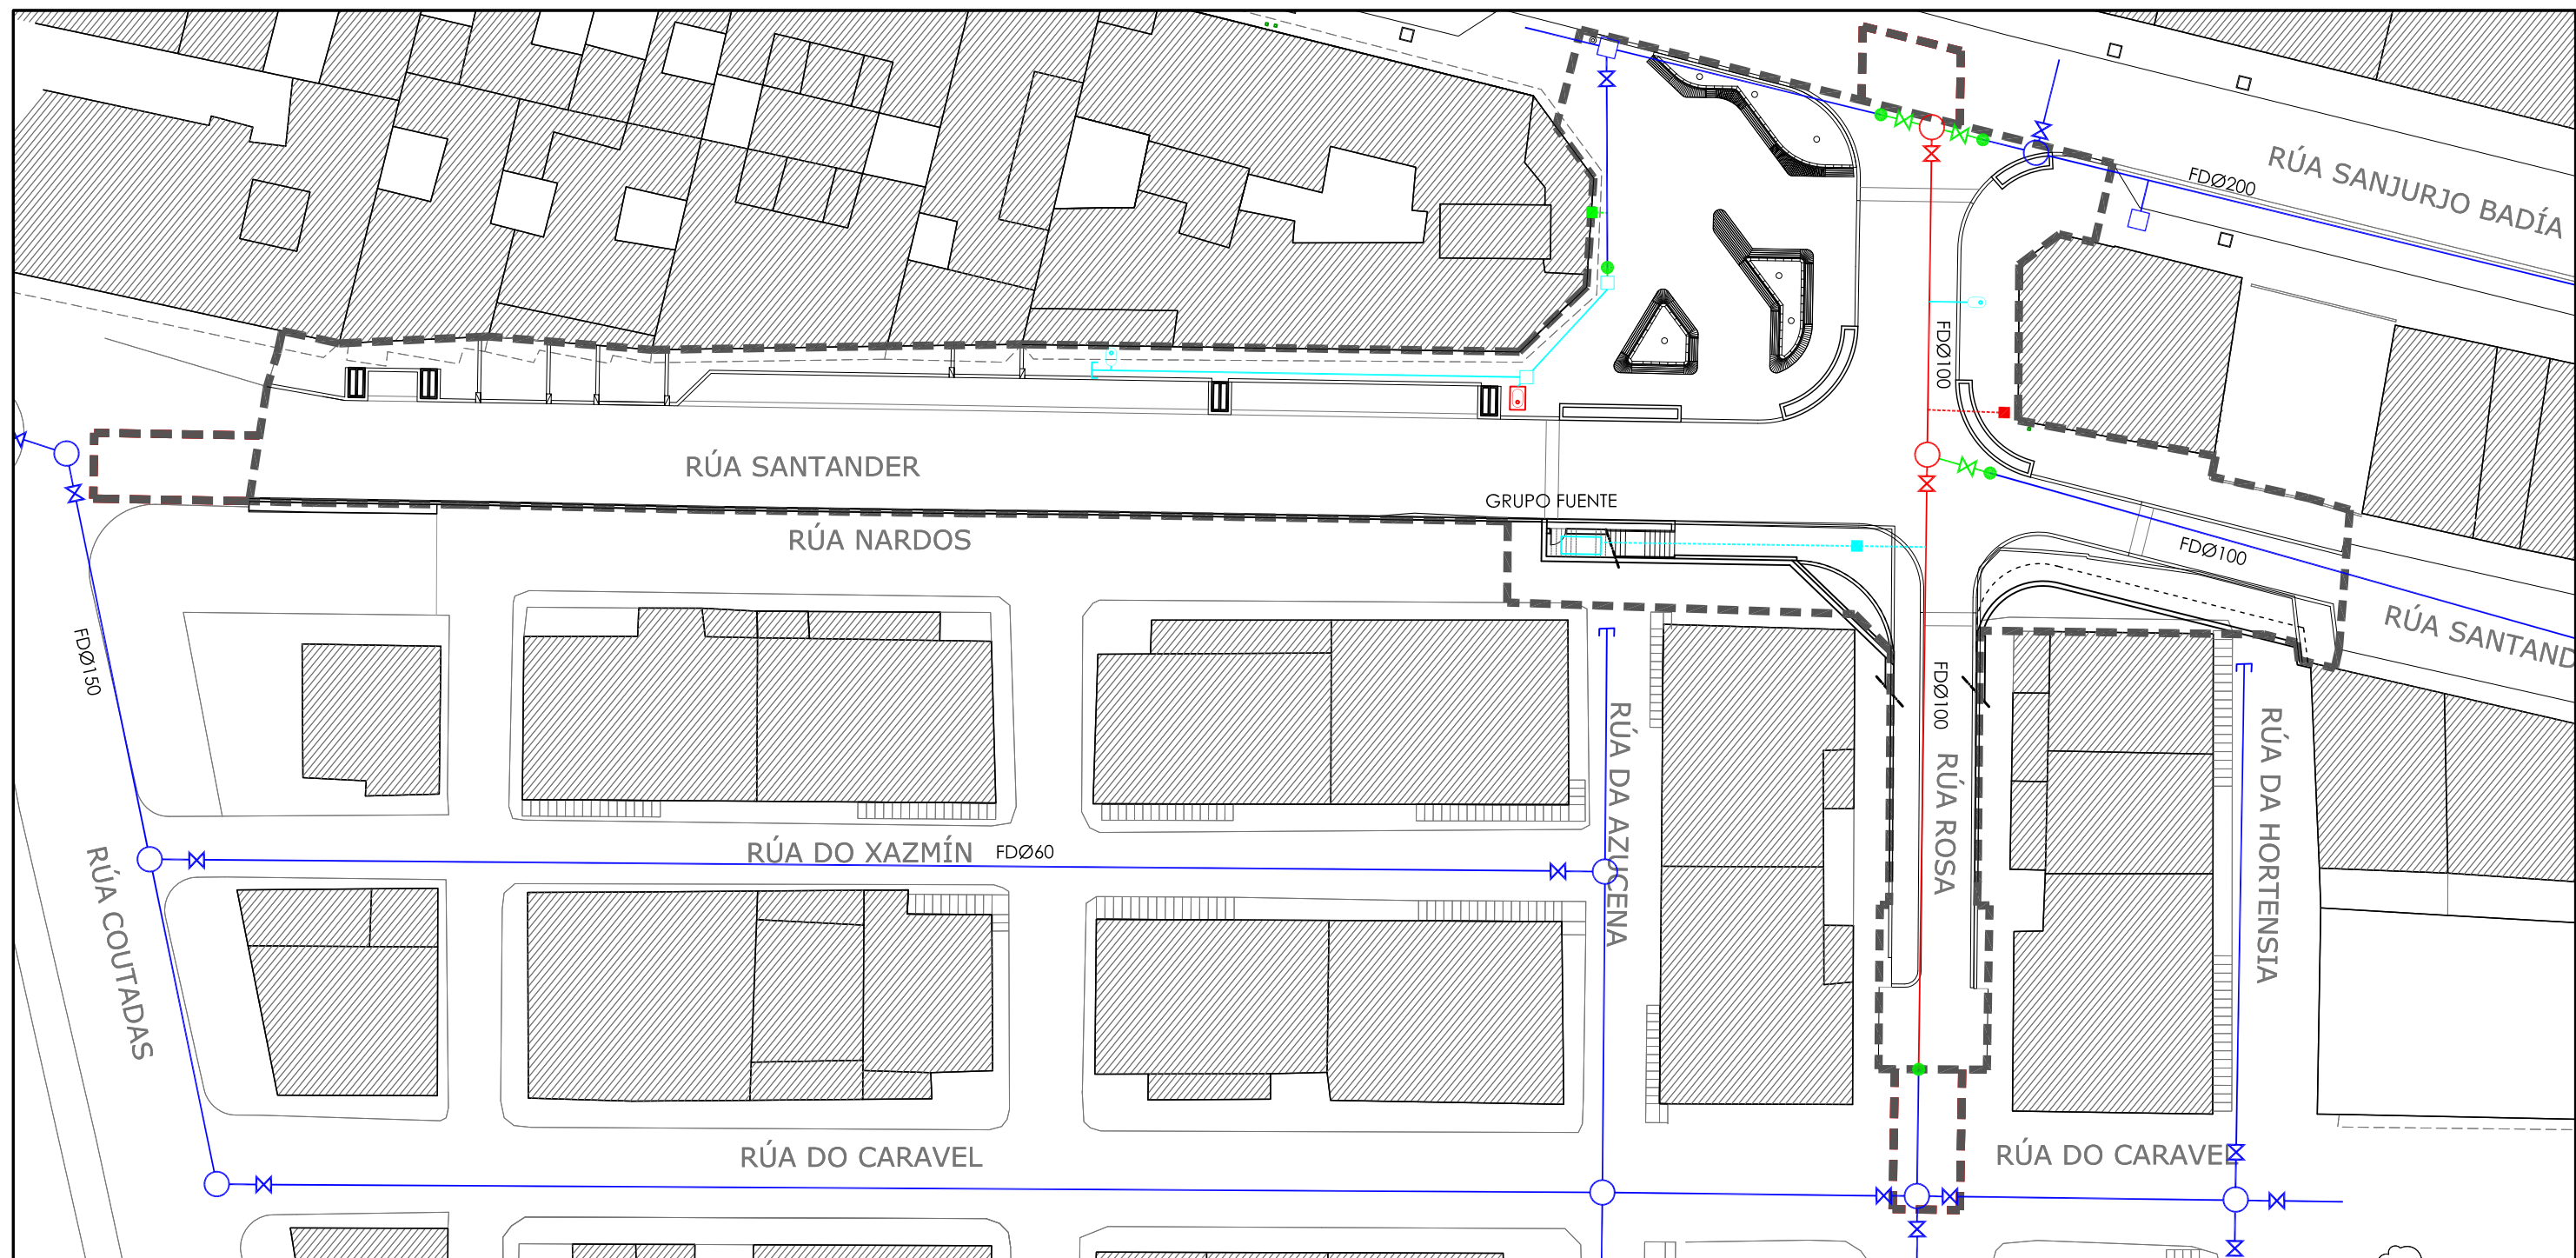 RÚA SANJURJO BADÍA
FDØ200
FDØ100
RÚA SANTANDER
GRUPO FUENTE
RÚA NARDOS
FDØ100
RÚA SANTAND
FDØ150
FDØ100
RÚA DA AZUCENA
RÚA ROSA
RÚA DA HORTENSIA
RÚA DO XAZMÍN
FDØ60
RÚA COUTADAS
RÚA DO CARAVEL
RÚA DO CARAVEL